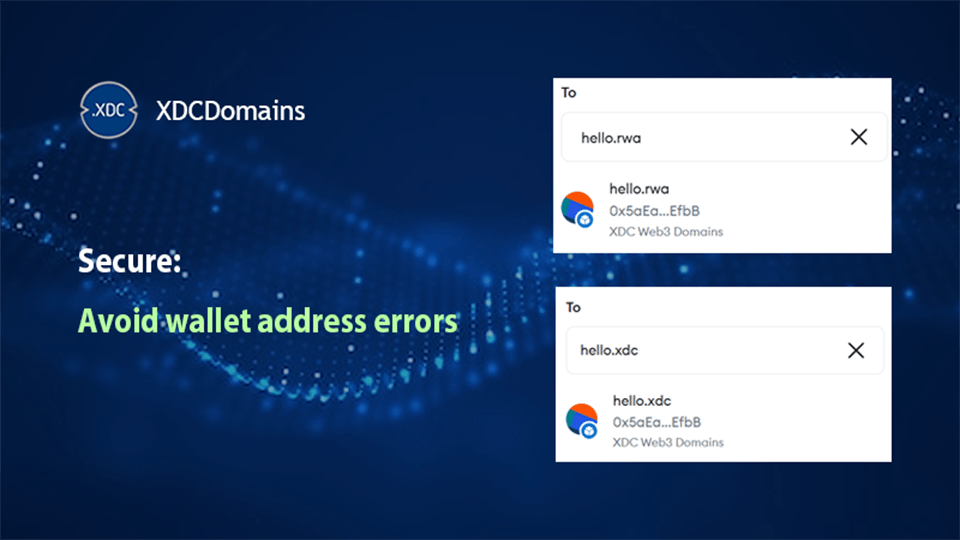 .XDC
XDCDomains
Secure:
Avoid wallet address errors
To
hello.rwa
hello.rwa
0x5aEa...EfbB
XDC Web3 Domains
To
hello.xdc
hello.xdc
0x5aEa...EfbB
XDC Web3 Domains